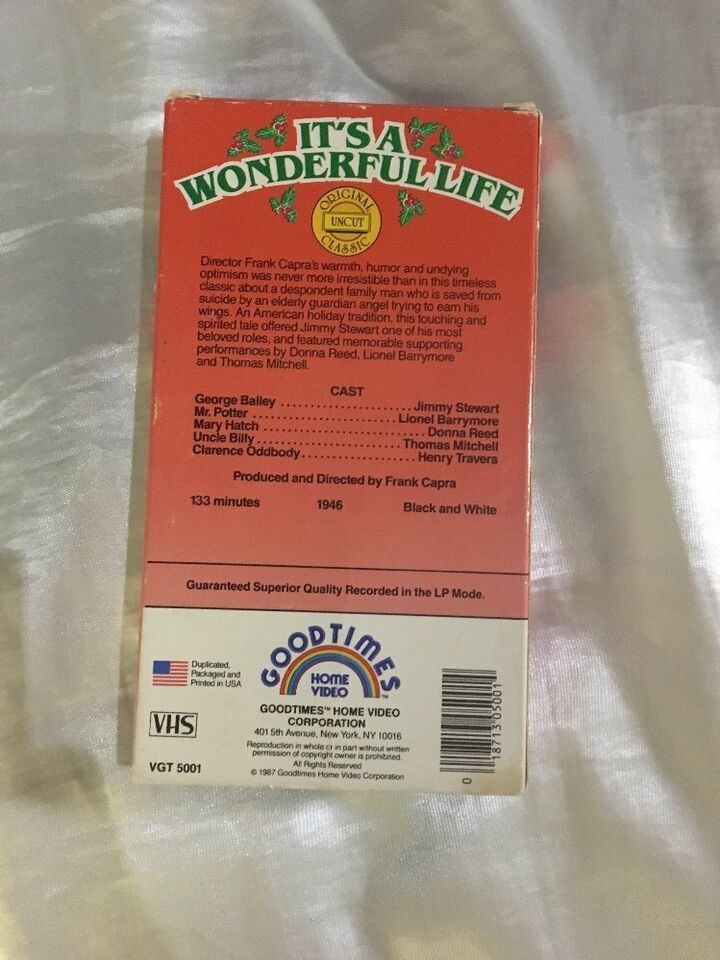 IT'S A
WONDERFUL LIFE
ORIGINAL
UNCUT
CLASSIC
Director Frank Capra's warmth, humor and undying
optimism was never more irresistible than in this timeless
classic about a despondent family man who is saved from
suicide by an elderly guardian angel trying to earn his
wings. An American holiday tradition, this touching and
spirited tale offered Jimmy Stewart one of his most
beloved roles, and featured memorable supporting
performances by Donna Reed, Lionel Barrymore
and Thomas Mitchell.
CAST
George Bailey ........................ Jimmy Stewart
Mr. Potter ........................ Lionel Barrymore
Mary Hatch ........................ Donna Reed
Uncle Billy ........................ Thomas Mitchell
Clarence Oddbody .................. Henry Travers
Produced and Directed by Frank Capra
133 minutes 1946 Black and White
Guaranteed Superior Quality Recorded in the LP Mode.
Duplicated,
Packaged and
Printed in USA
VHS
VGT 5001
GOODTIMES
HOME
VIDEO
TM
GOODTIMES™ HOME VIDEO
CORPORATION
401 5th Avenue, New York, NY 10016
Reproduction in whole or in part without written
permission of copyright owner is prohibited.
All Rights Reserved
© 1987 Goodtimes Home Video Corporation
0 18713 05001